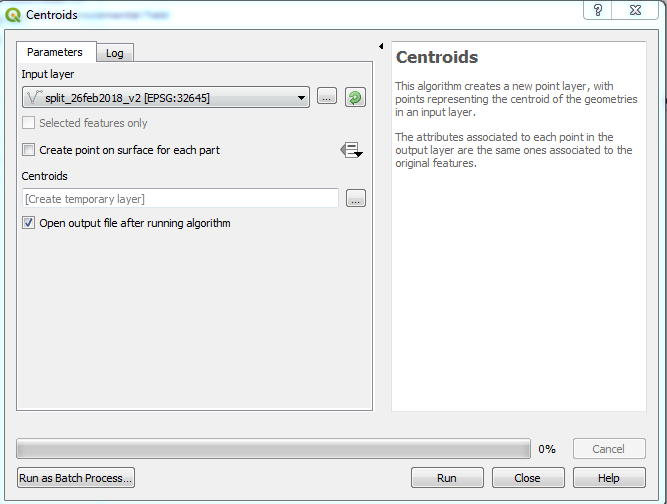 Centroids
Parameters
Log
Input layer
split_26feb2018_v2 [EPSG:32645]
...
Selected features only
Create point on surface for each part
Centroids
[Create temporary layer]
...
Open output file after running algorithm
Centroids
This algorithm creates a new point layer, with
points representing the centroid of the geometries
in an input layer.
The attributes associated to each point in the
output layer are the same ones associated to the
original features.
0%
Cancel
Run as Batch Process...
Run
Close
Help